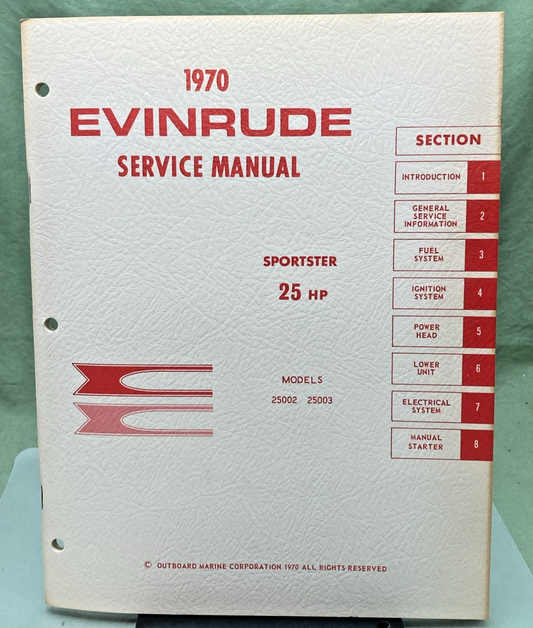 1970
EVINRUDE
SERVICE MANUAL
SPORTSTER
25 HP
MODELS
25002 25003
SECTION
INTRODUCTION 1
GENERAL
SERVICE
INFORMATION
2
FUEL
SYSTEM
3
IGNITION
SYSTEM
4
POWER
HEAD
5
LOWER
UNIT
6
ELECTRICAL
SYSTEM
7
MANUAL
STARTER
8
© OUTBOARD MARINE CORPORATION 1970 ALL RIGHTS RESERVED